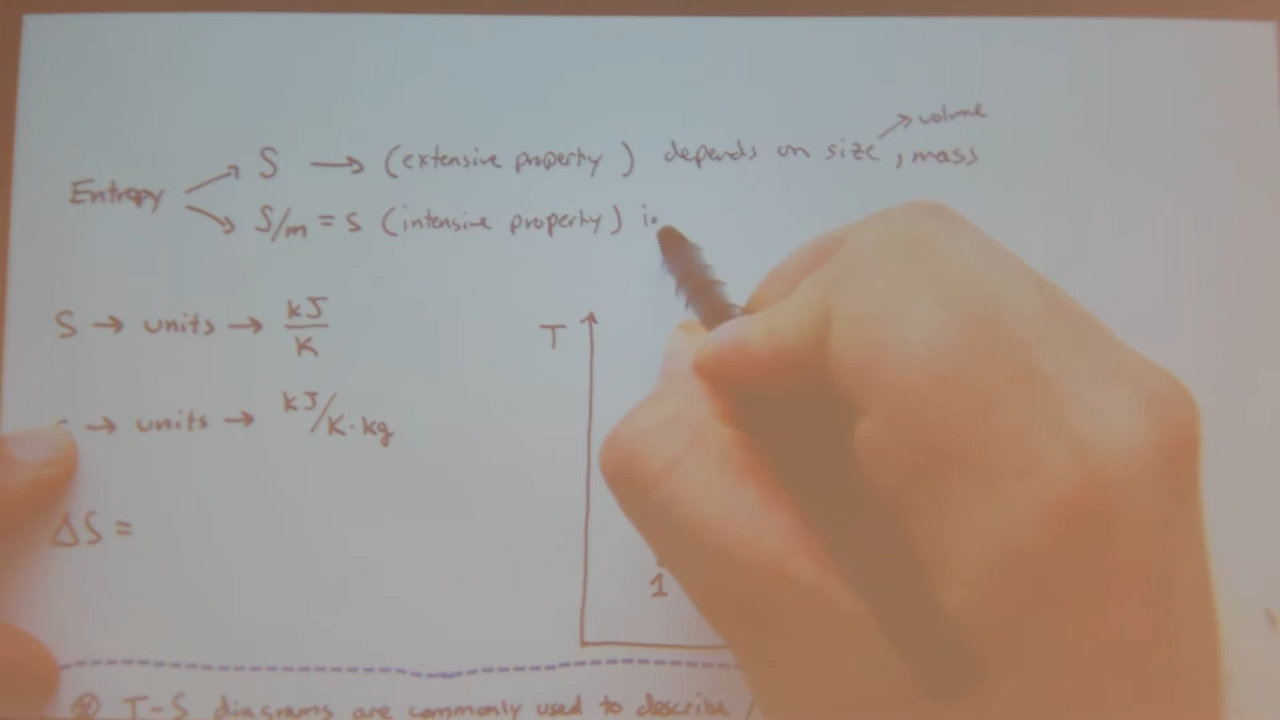 volume
Entropy S → (extensive property) depends on size, mass
S/m = s (intensive property)
S → units → kJ/K
→ units → kJ/K·kg
T
ΔS =
1
⊛ T-S diagrams are commonly used to describe